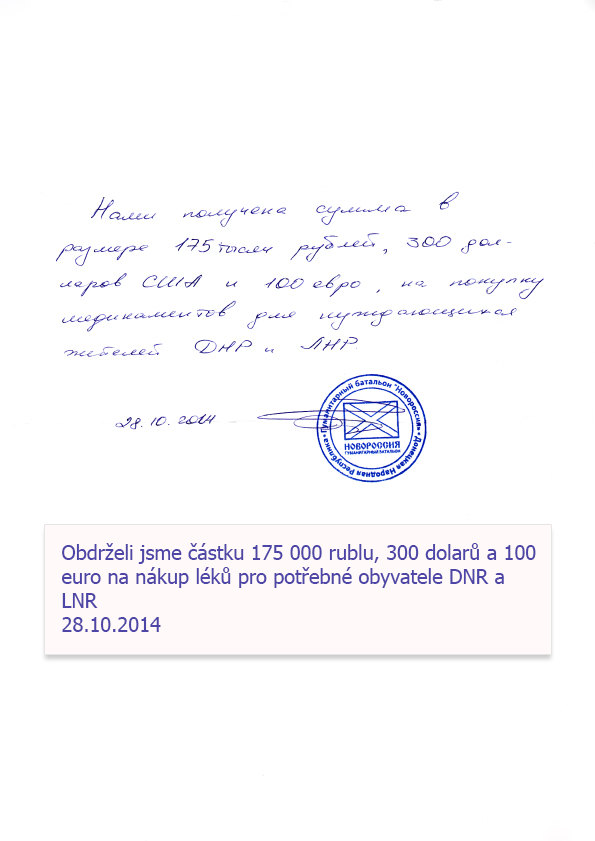 Нами получена сумма в
размере 175 тысяч рублей, 300 дол-
ларов США и 100 евро, на покупку
медикаментов для нуждающихся
жителей ДНР и ЛНР.
28.10.2014
Гуманитарный батальон "Новороссия" • Донецкая Народная Республика •
НОВОРОССИЯ
ГУМАНИТАРНЫЙ БАТАЛЬОН
Obdrželi jsme částku 175 000 rublu, 300 dolarů a 100
euro na nákup léků pro potřebné obyvatele DNR a
LNR
28.10.2014